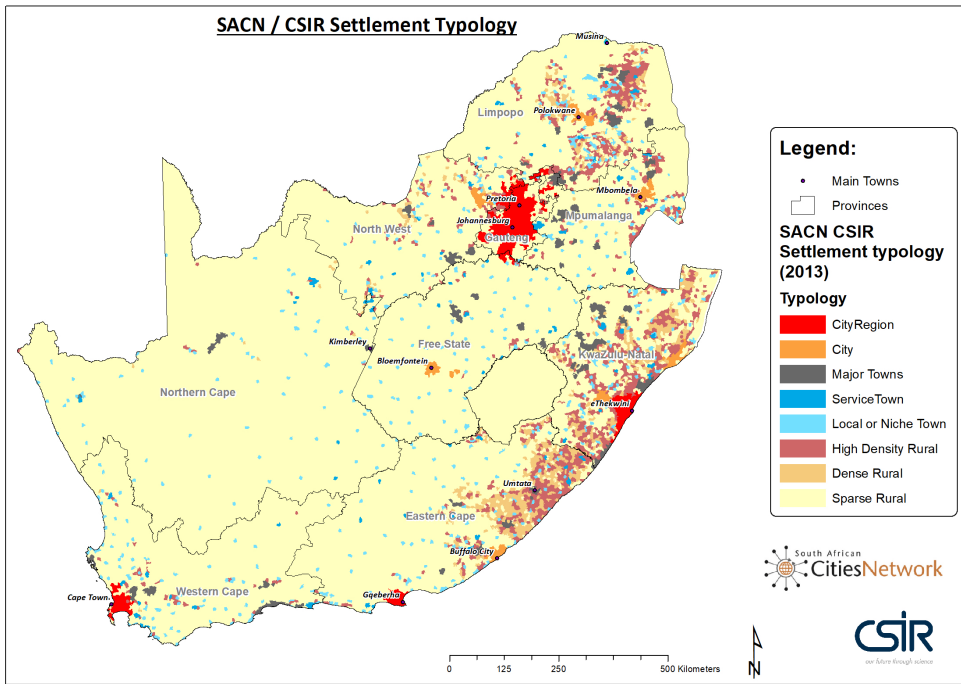 SACN / CSIR Settlement Typology
Musina
Limpopo
Polokwane
Mbombela
Pretoria
Mpumalanga
Johannesburg
North West
Gauteng
Kimberley
Free State
KwaZulu-Natal
Bloemfontein
Northern Cape
eThekwini
Umtata
Eastern Cape
Buffalo City
Western Cape
Gqeberha
Cape Town
0 125 250 500 Kilometers
N
Legend:
Main Towns
Provinces
SACN CSIR
Settlement typology
(2013)
Typology
CityRegion
City
Major Towns
ServiceTown
Local or Niche Town
High Density Rural
Dense Rural
Sparse Rural
South African
CitiesNetwork
CSIR
our future through science